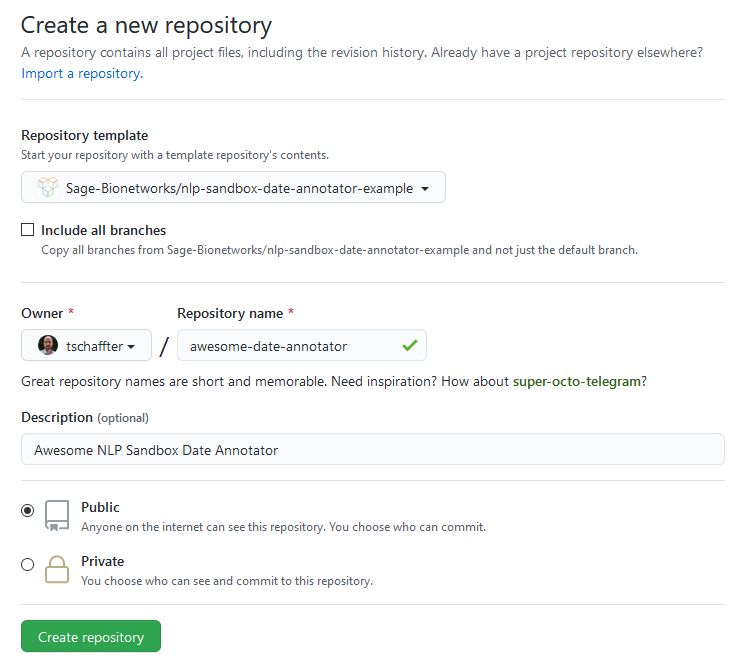 Create a new repository
A repository contains all project files, including the revision history. Already have a project repository elsewhere?
Import a repository.
Repository template
Start your repository with a template repository's contents.
Sage-Bionetworks/nlp-sandbox-date-annotator-example
Include all branches
Copy all branches from Sage-Bionetworks/nlp-sandbox-date-annotator-example and not just the default branch.
Owner * Repository name *
tschaffter / awesome-date-annotator
Great repository names are short and memorable. Need inspiration? How about super-octo-telegram?
Description (optional)
Awesome NLP Sandbox Date Annotator
Public
Anyone on the internet can see this repository. You choose who can commit.
Private
You choose who can see and commit to this repository.
Create repository